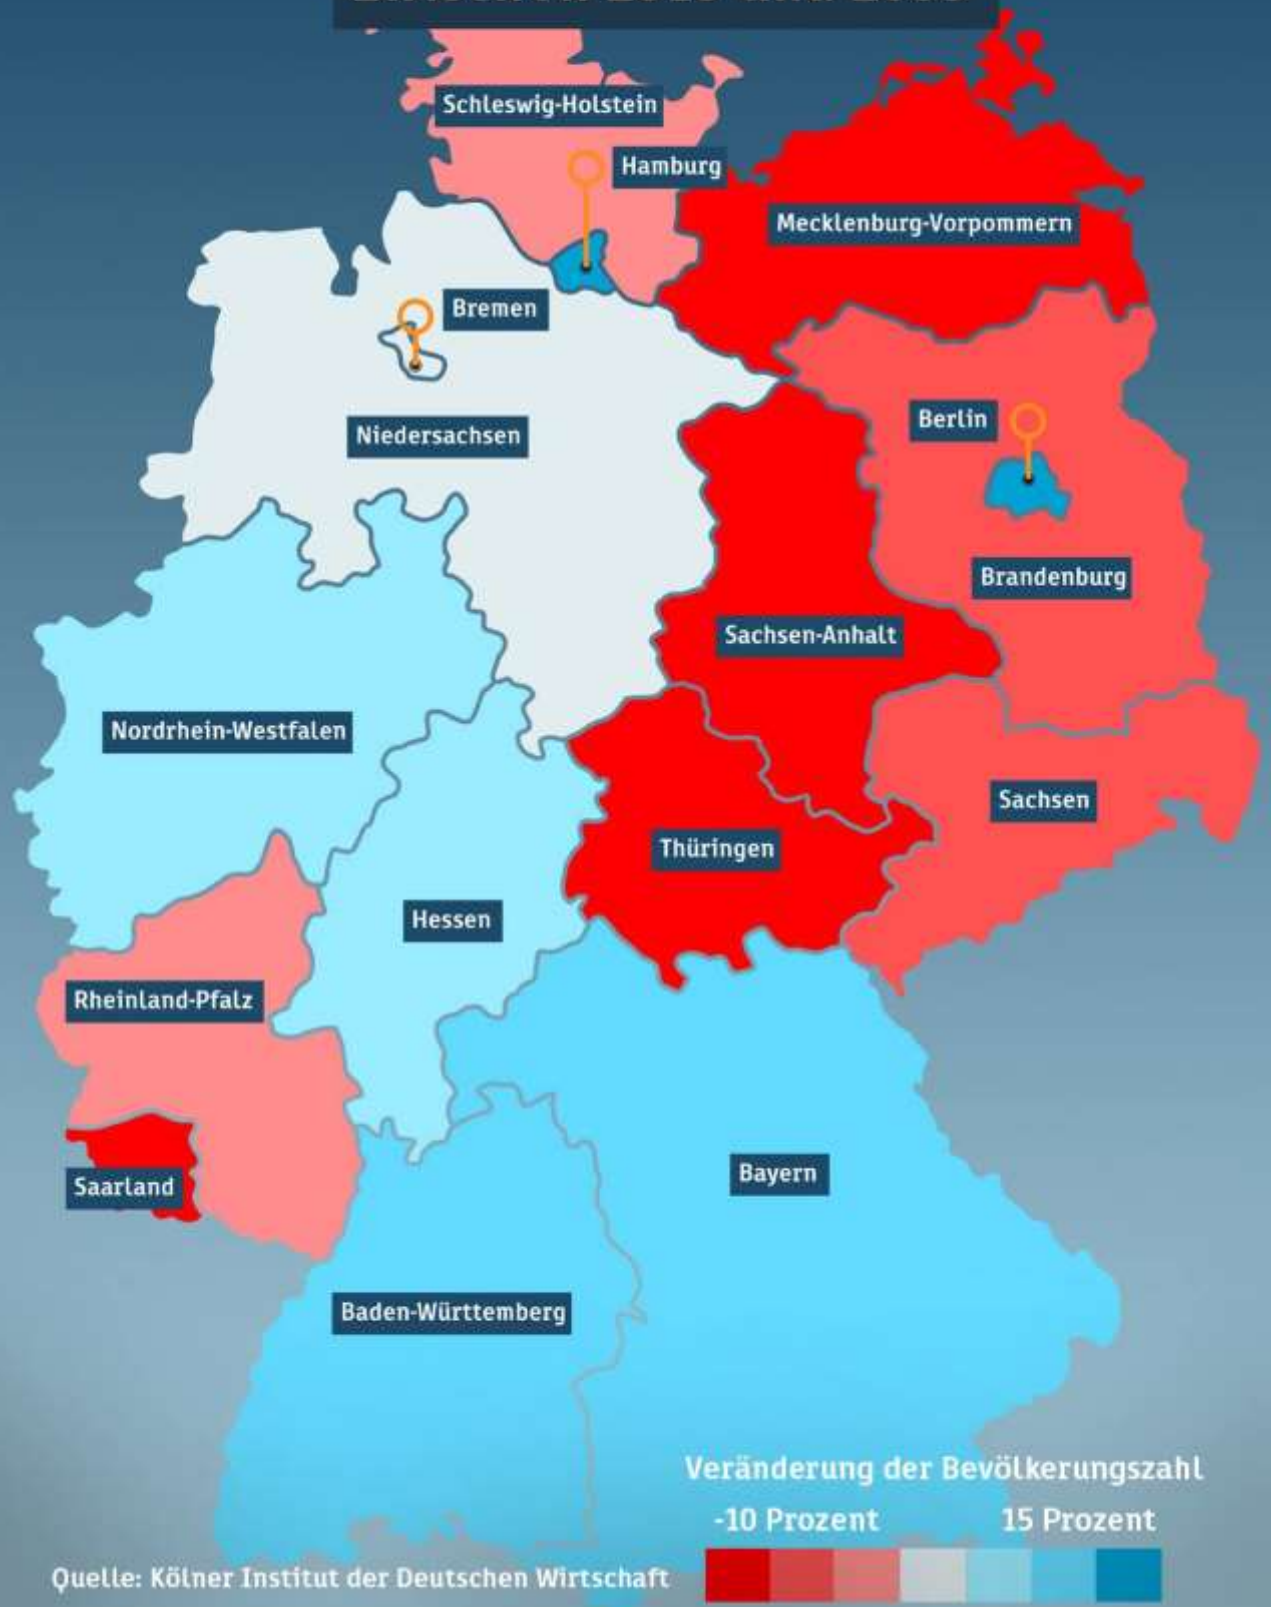 Schleswig-Holstein
Hamburg
Mecklenburg-Vorpommern
Bremen
Berlin
Niedersachsen
Brandenburg
Sachsen-Anhalt
Nordrhein-Westfalen
Sachsen
Thüringen
Hessen
Rheinland-Pfalz
Bayern
Saarland
Baden-Württemberg
Veränderung der Bevölkerungszahl
-10 Prozent 15 Prozent
Quelle: Kölner Institut der Deutschen Wirtschaft